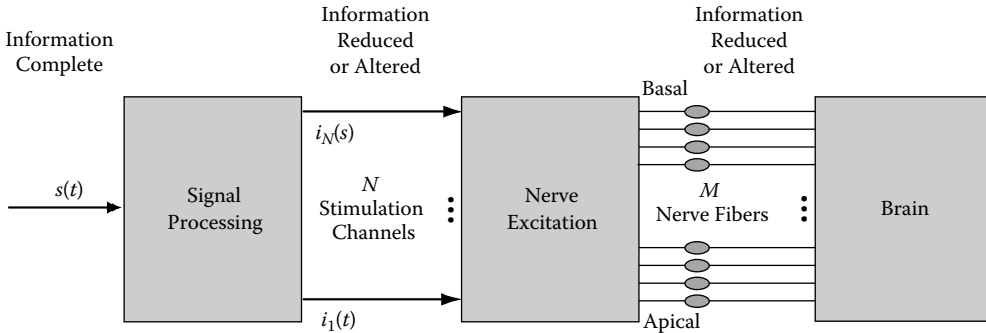 Information
Complete
Information
Reduced
or Altered
Information
Reduced
or Altered
s(t)
Signal
Processing
i_N(s)
N
Stimulation
Channels
i_1(t)
Nerve
Excitation
Basal
M
Nerve Fibers
Apical
Brain